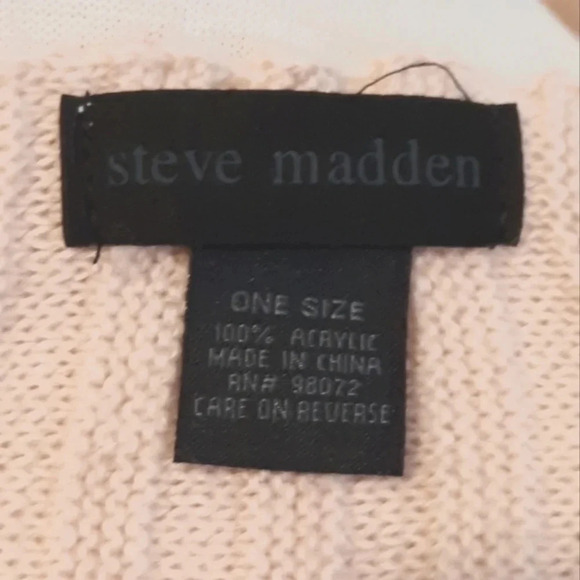 steve madden
ONE SIZE
100% ACRYLIC
MADE IN CHINA
RN# 98072
CARE ON REVERSE